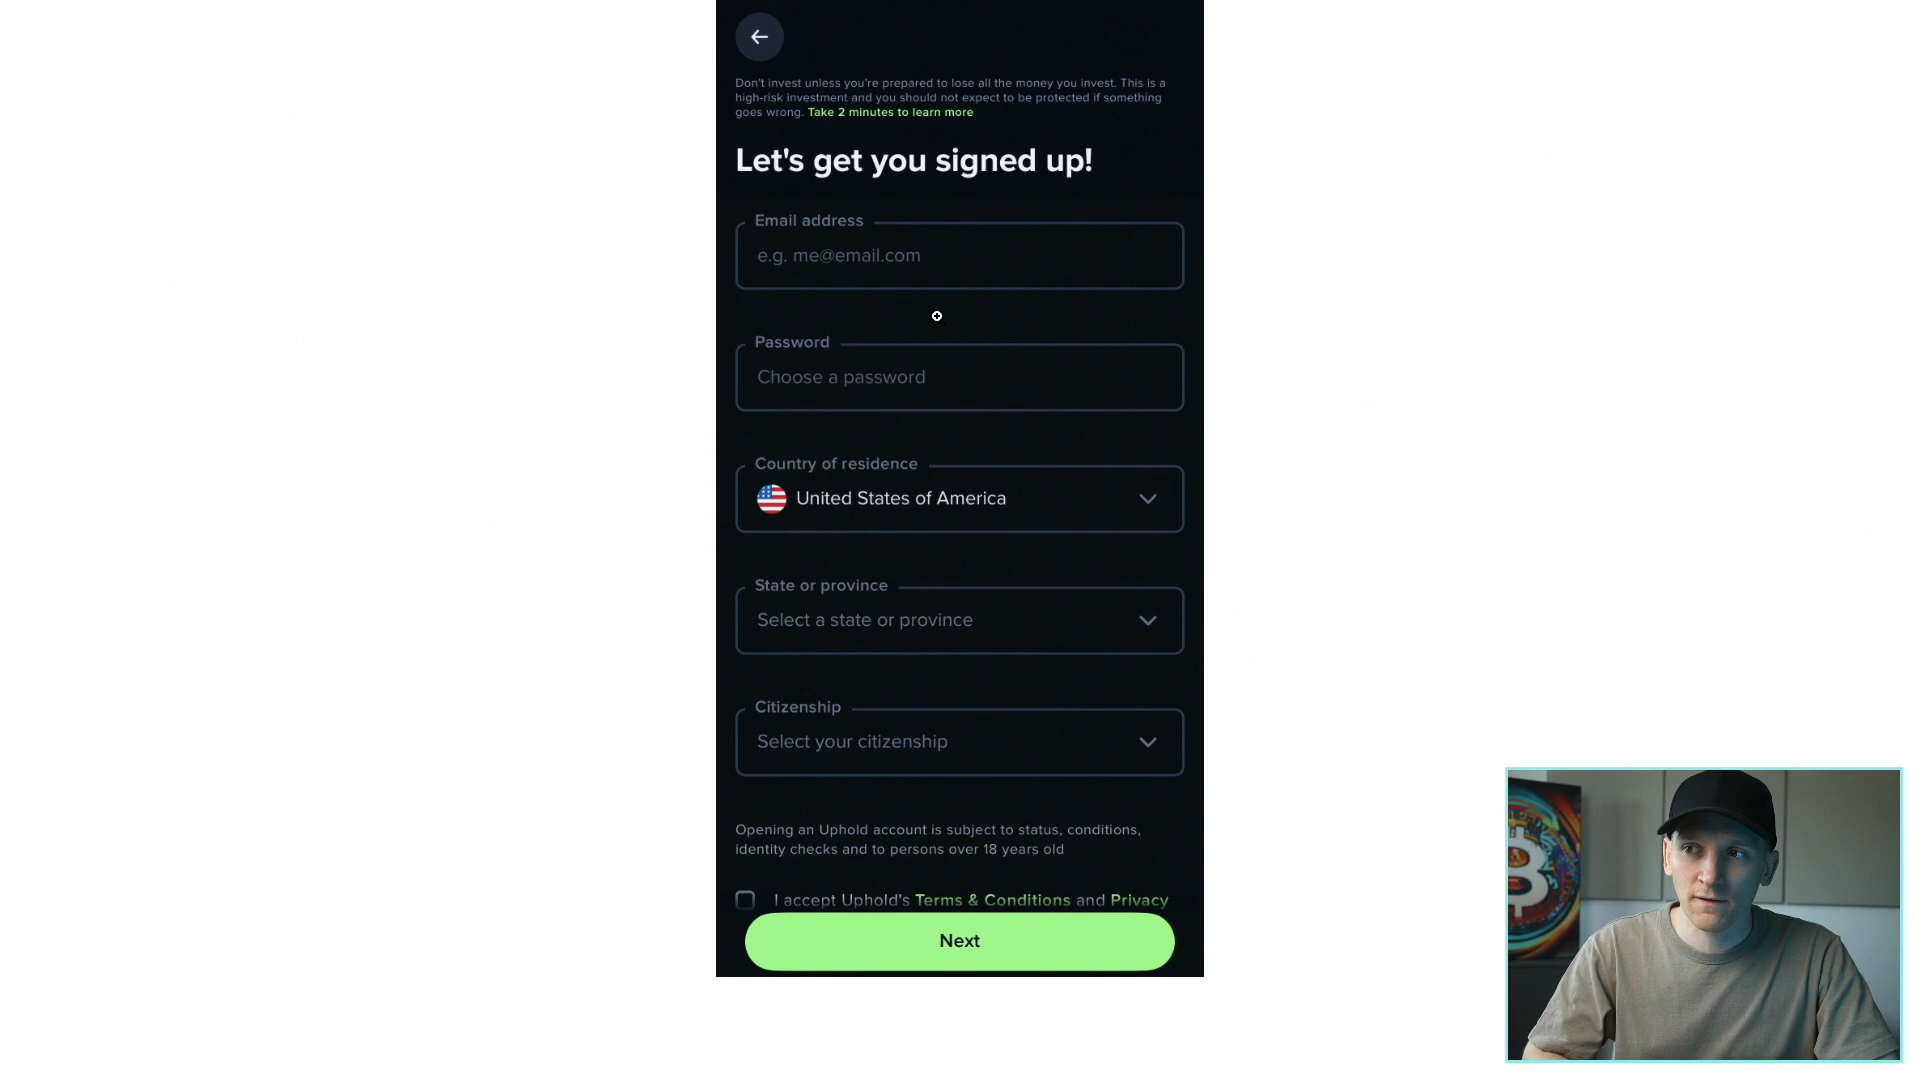 Don't invest unless you're prepared to lose all the money you invest. This is a
high-risk investment and you should not expect to be protected if something
goes wrong. Take 2 minutes to learn more
Let's get you signed up!
Email address
e.g. me@email.com
Password
Choose a password
Country of residence
United States of America
State or province
Select a state or province
Citizenship
Select your citizenship
Opening an Uphold account is subject to status, conditions,
identity checks and to persons over 18 years old
I accept Uphold's Terms & Conditions and Privacy
Next